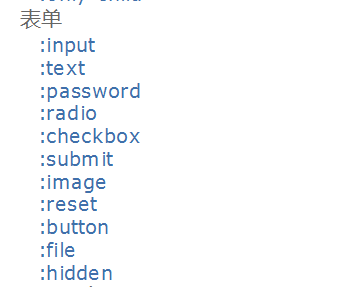 表单
:input
:text
:password
:radio
:checkbox
:submit
:image
:reset
:button
:file
:hidden